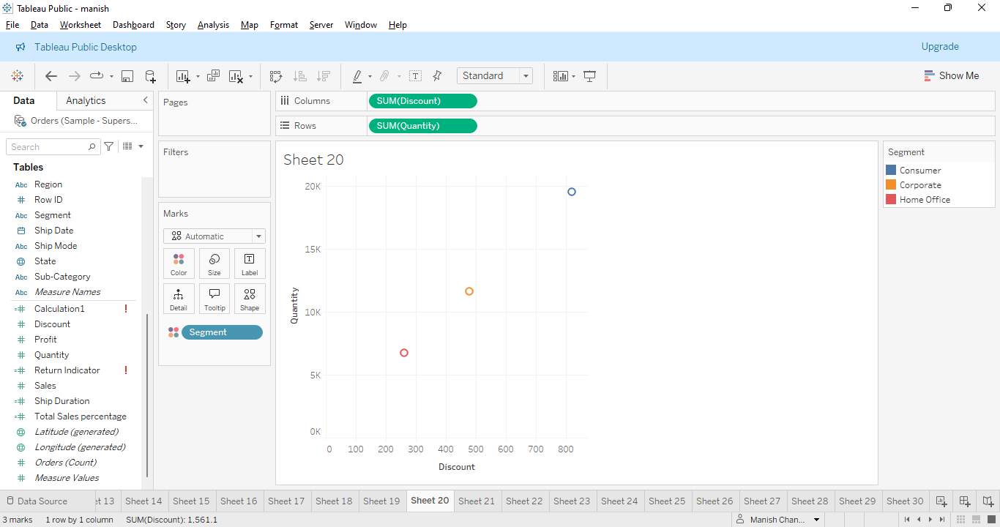 Tableau Public - manish
File Data Worksheet Dashboard Story Analysis Map Format Server Window Help
Tableau Public Desktop Upgrade
Standard Show Me
Data Analytics
Orders (Sample - Supers...
Search
Tables
Abc Region
Row ID
Abc Segment
Ship Date
Abc Ship Mode
State
Abc Sub-Category
Abc Measure Names
Calculation1 !
Discount
Profit
Quantity
Return Indicator !
Sales
Ship Duration
Total Sales percentage
Latitude (generated)
Longitude (generated)
Orders (Count)
Measure Values
Pages
Filters
Marks
Automatic
Color Size Label
Detail Tooltip Shape
Segment
Columns SUM(Discount)
Rows SUM(Quantity)
Sheet 20
20K
15K
10K
5K
0K
Quantity
0 100 200 300 400 500 600 700 800
Discount
Segment
Consumer
Corporate
Home Office
Data Source et 13 Sheet 14 Sheet 15 Sheet 16 Sheet 17 Sheet 18 Sheet 19 Sheet 20 Sheet 21 Sheet 22 Sheet 23 Sheet 24 Sheet 25 Sheet 26 Sheet 27 Sheet 28 Sheet 29 Sheet 30
3 marks 1 row by 1 column SUM(Discount): 1,561.1 Manish Chan...